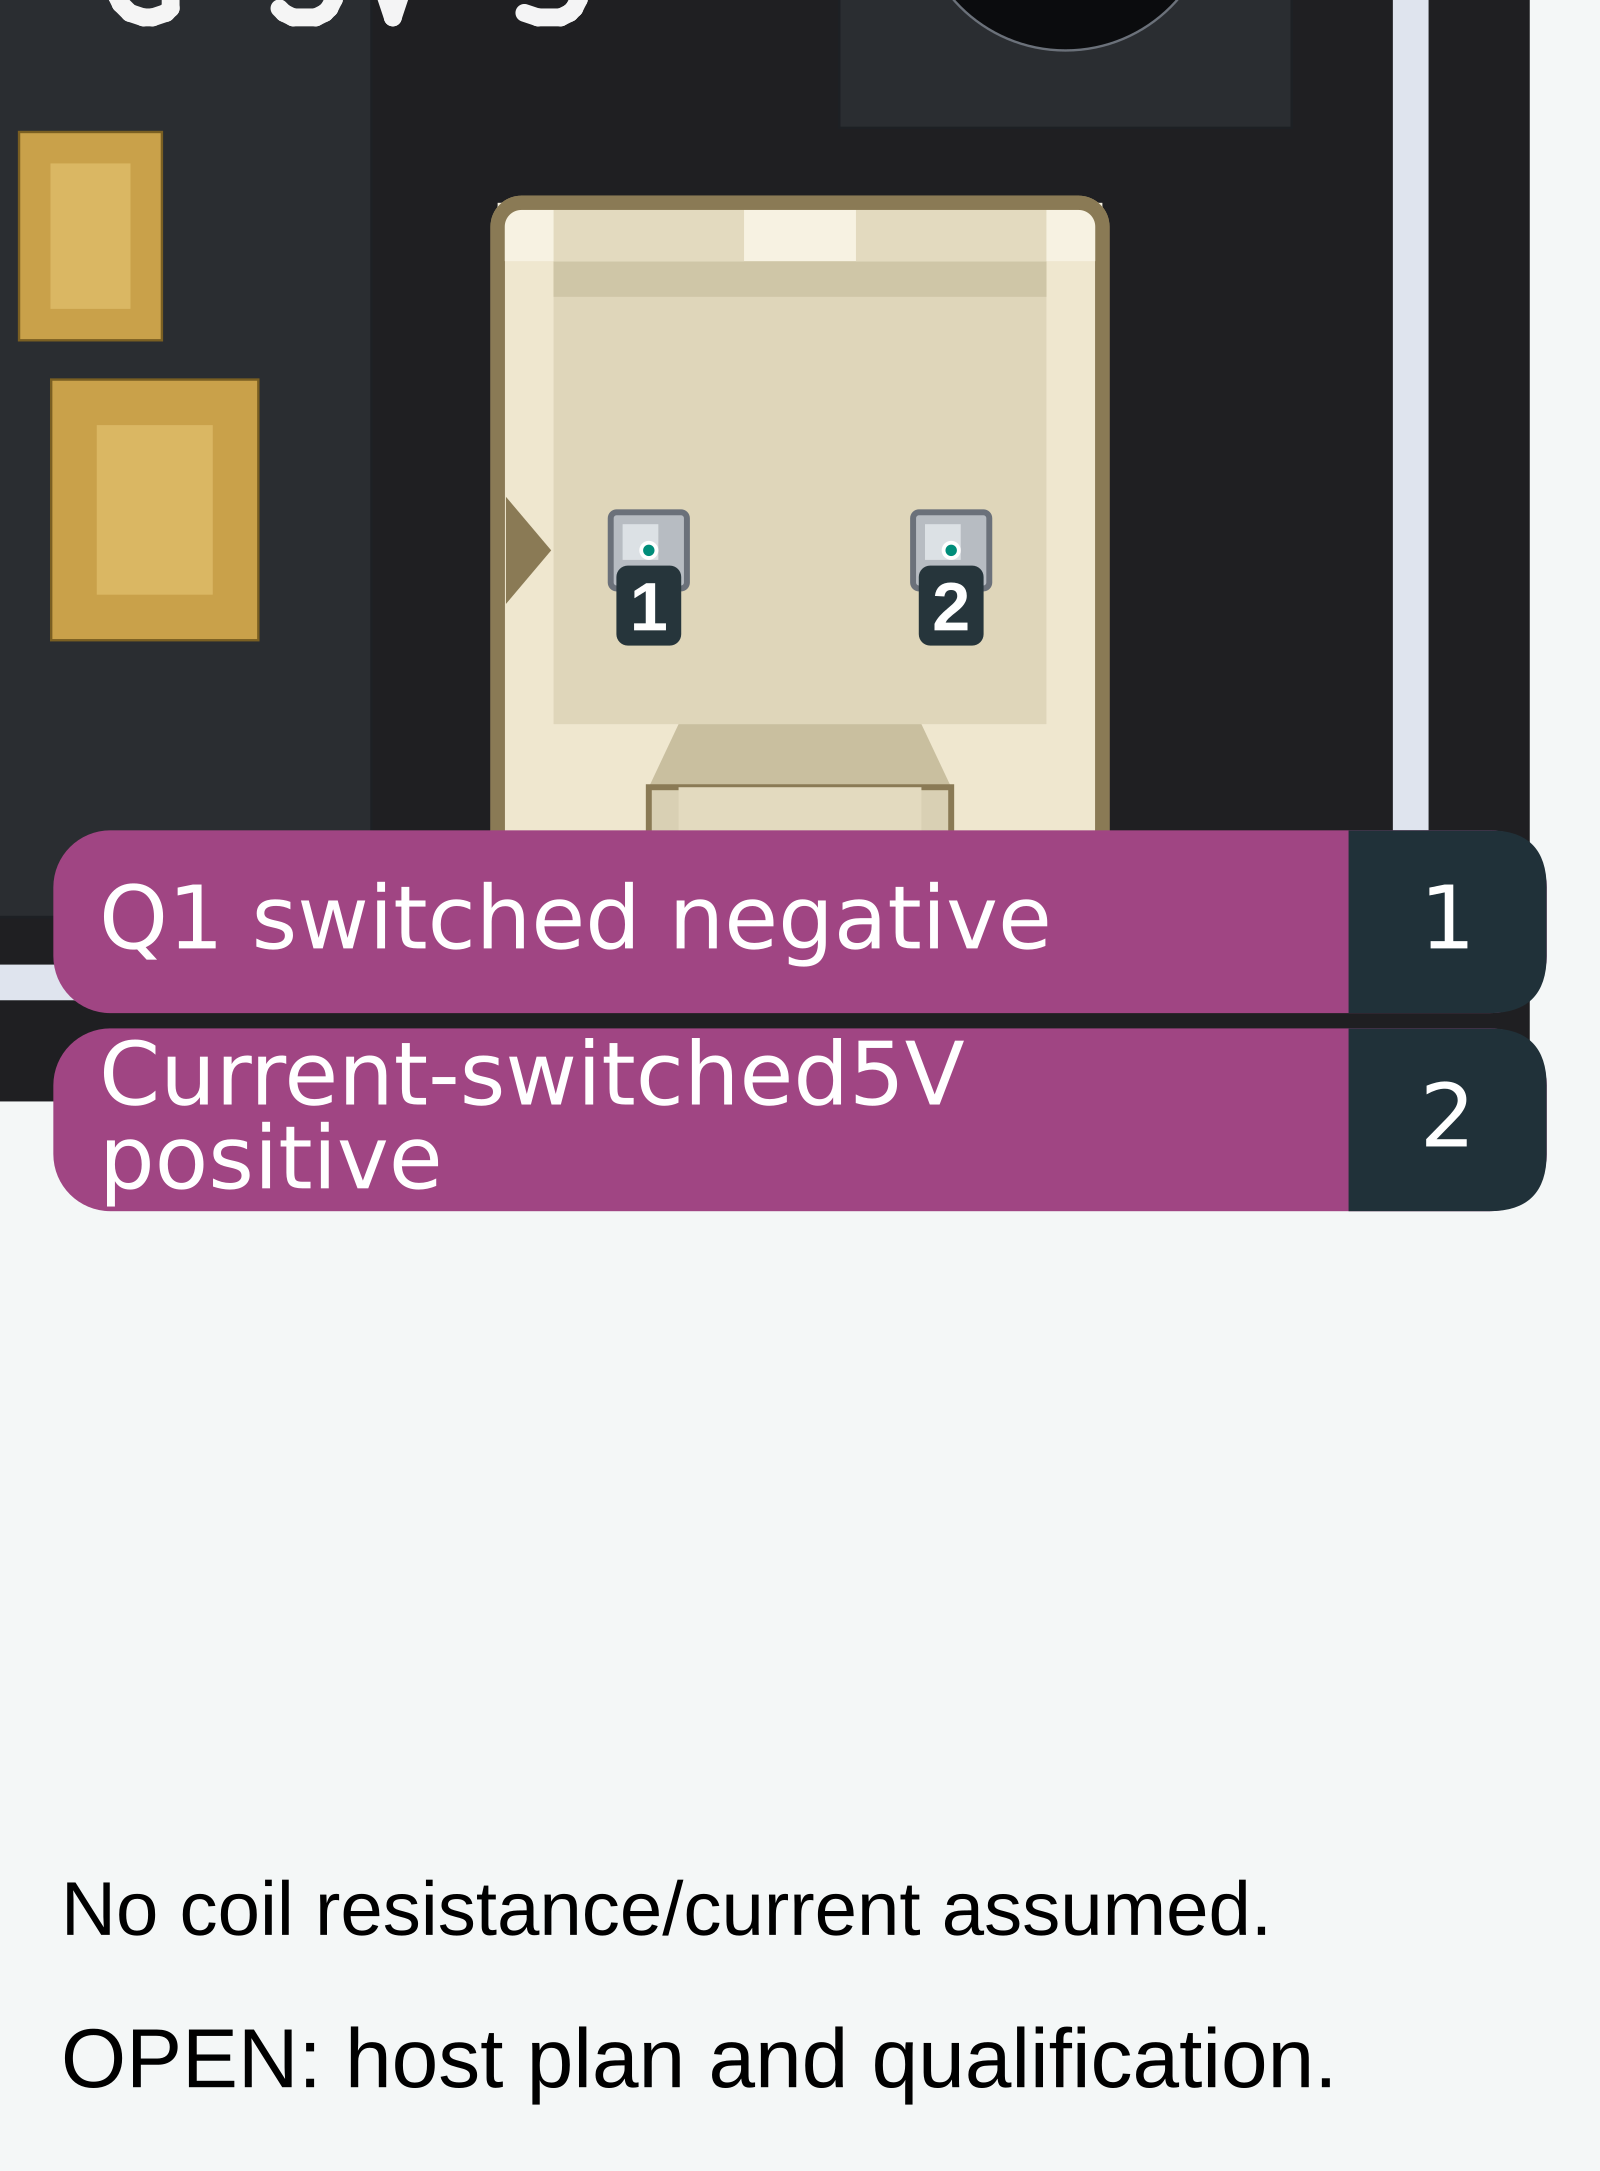 1 2
Q1 switched negative 1
Current-switched5V
positive
2
No coil resistance/current assumed.
OPEN: host plan and qualification.